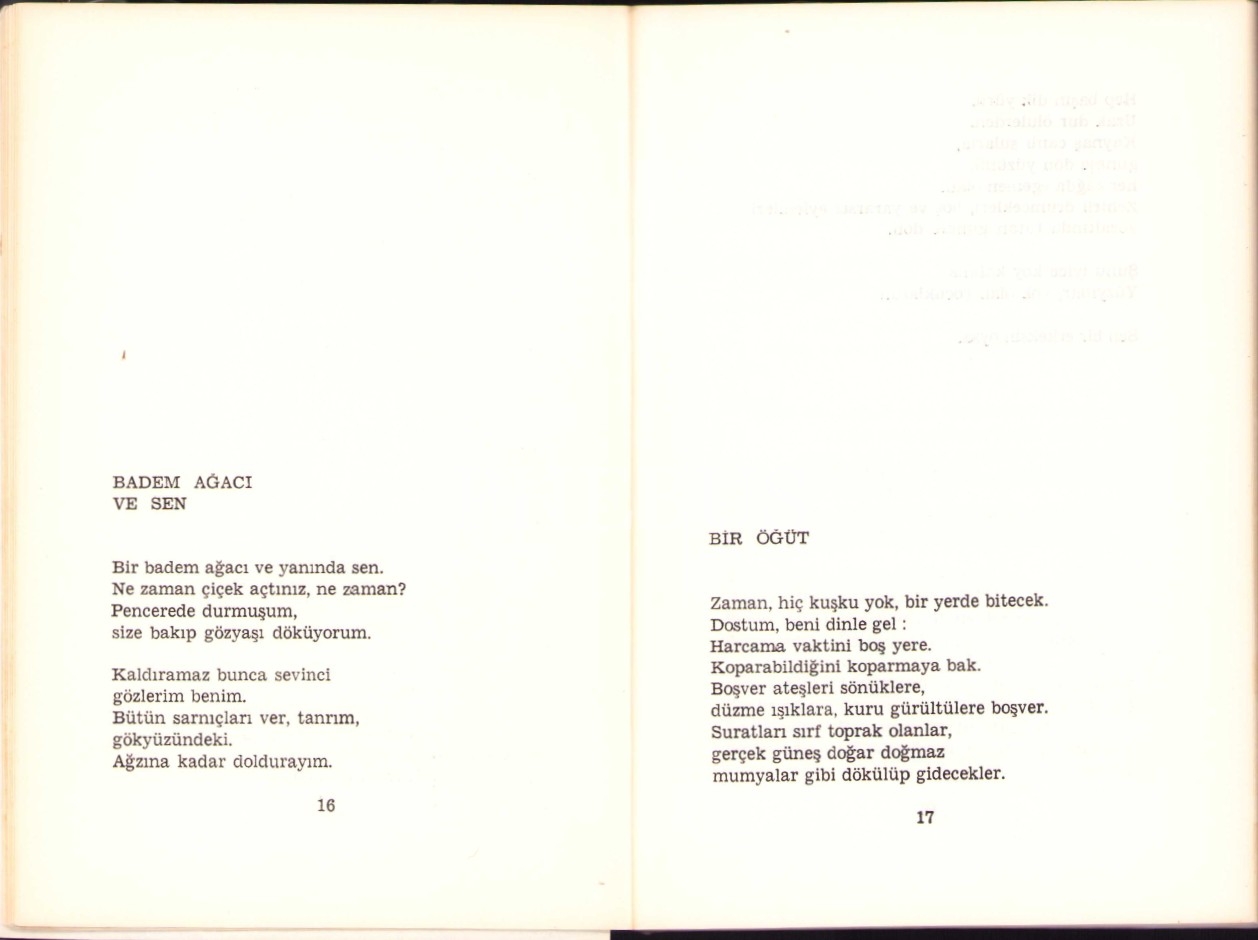 BADEM AĞACI
VE SEN
Bir badem ağacı ve yanında sen.
Ne zaman çiçek açtınız, ne zaman?
Pencerede durmuşum,
size bakıp gözyaşı döküyorum.
Kaldıramaz bunca sevinci
gözlerim benim.
Bütün sarnıçları ver, tanrım,
gökyüzündeki.
Ağzına kadar doldurayım.
16
BİR ÖĞÜT
Zaman, hiç kuşku yok, bir yerde bitecek.
Dostum, beni dinle gel :
Harcama vaktini boş yere.
Koparabildiğini koparmaya bak.
Boşver ateşleri sönüklere,
düzme ışıklara, kuru gürültülere boşver.
Suratları sırf toprak olanlar,
gerçek güneş doğar doğmaz
mumyalar gibi dökülüp gidecekler.
17